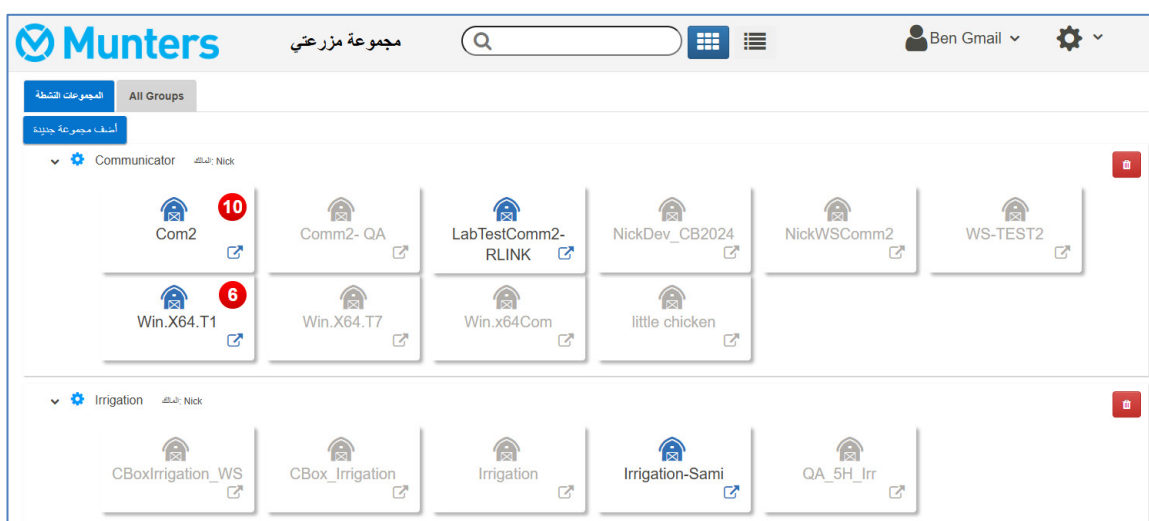 Munters
مجموعة مزرعتي
Ben Gmail
المجموعات النشطة
All Groups
أضف مجموعة جديدة
Communicator المالك: Nick
10
Com2
Comm2- QA
LabTestComm2-
RLINK
NickDev_CB2024
NickWSComm2
WS-TEST2
6
Win.X64.T1
Win.X64.T7
Win.x64Com
little chicken
Irrigation المالك: Nick
CBoxIrrigation_WS
CBox_Irrigation
Irrigation
Irrigation-Sami
QA_5H_Irr